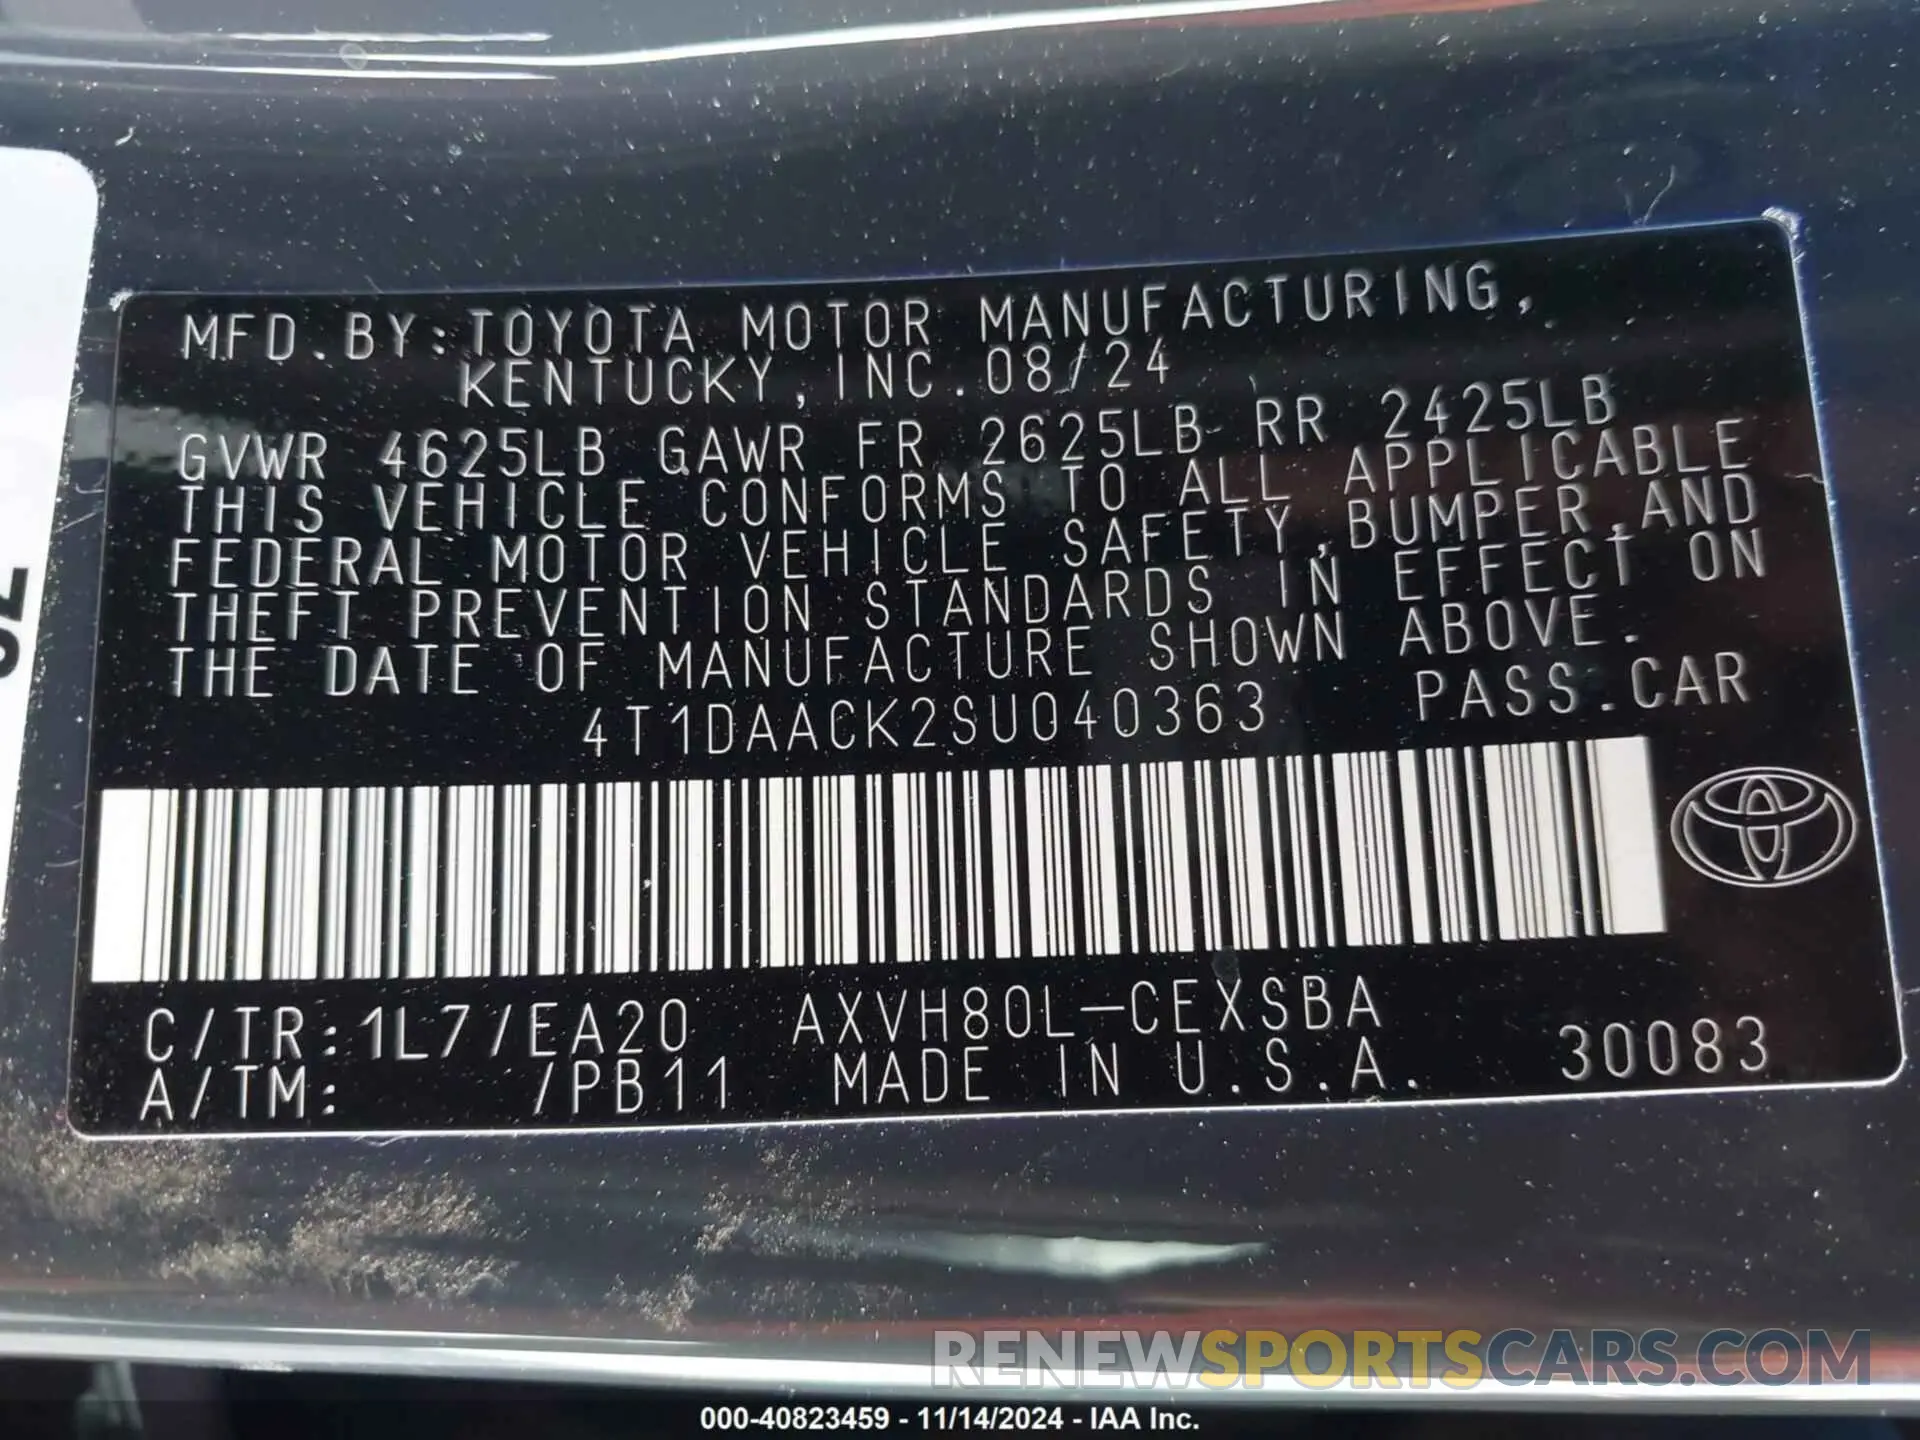 MFD.BY:TOYOTA MOTOR MANUFACTURING,
KENTUCKY,INC.08/24
GVWR 4625LB GAWR FR 2625LB RR 2425LB
THIS VEHICLE CONFORMS TO ALL APPLICABLE
FEDERAL MOTOR VEHICLE SAFETY,BUMPER,AND
THEFT PREVENTION STANDARDS IN EFFECT ON
THE DATE OF MANUFACTURE SHOWN ABOVE.
4T1DAACK2SU040363 PASS.CAR
C/TR:1L7/EA20 AXVH80L-CEXSBA
A/TM: /PB11 MADE IN U.S.A. 30083
RENEWSPORTSCARS.COM
000-40823459 - 11/14/2024 - IAA Inc.